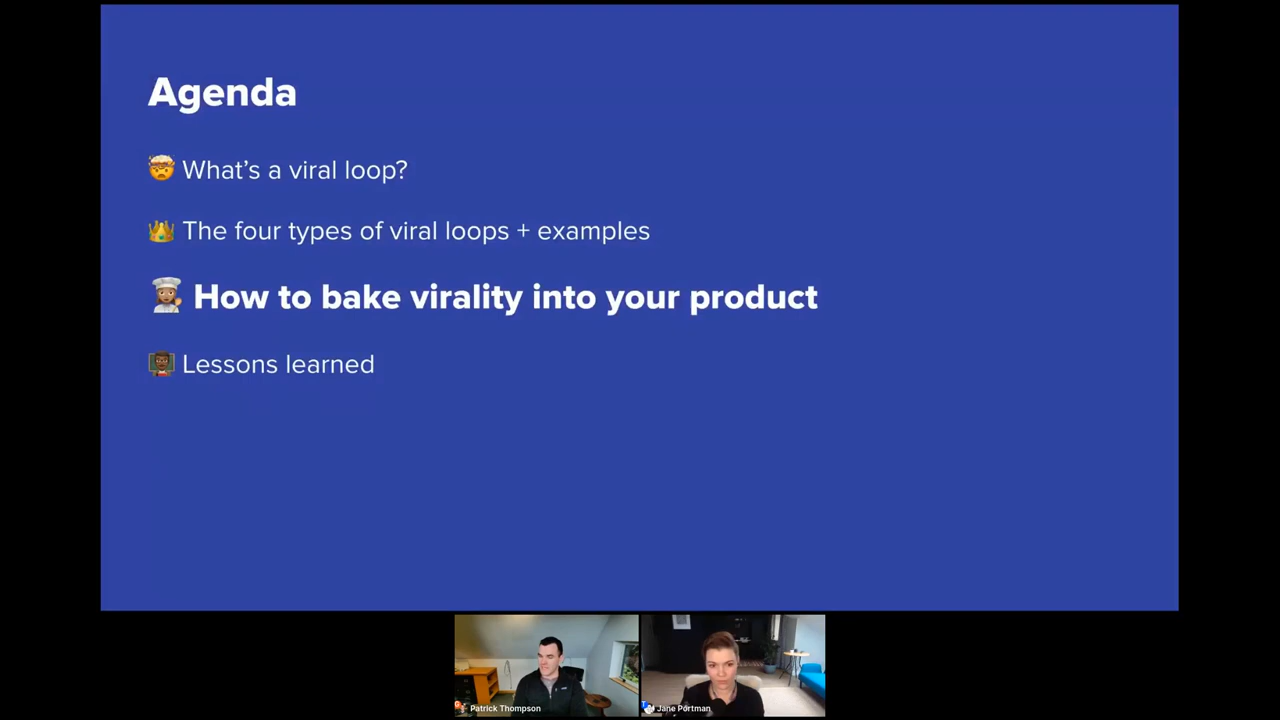 Agenda
🤯 What's a viral loop?
👑 The four types of viral loops + examples
👩🏽‍🍳 How to bake virality into your product
👨🏿‍🏫 Lessons learned
Patrick Thompson
Jane Portman